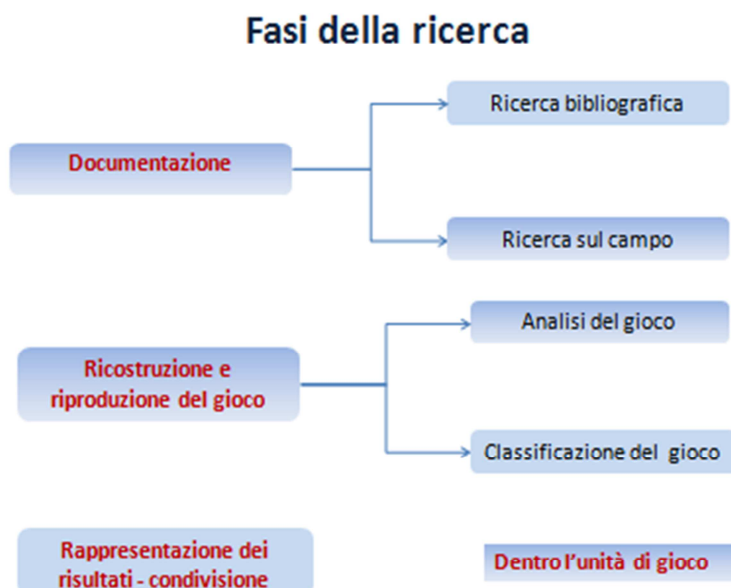 Fasi della ricerca
Ricerca bibliografica
Documentazione
Ricerca sul campo
Analisi del gioco
Ricostruzione e
riproduzione del gioco
Classificazione del gioco
Rappresentazione dei
risultati - condivisione
Dentro l'unità di gioco